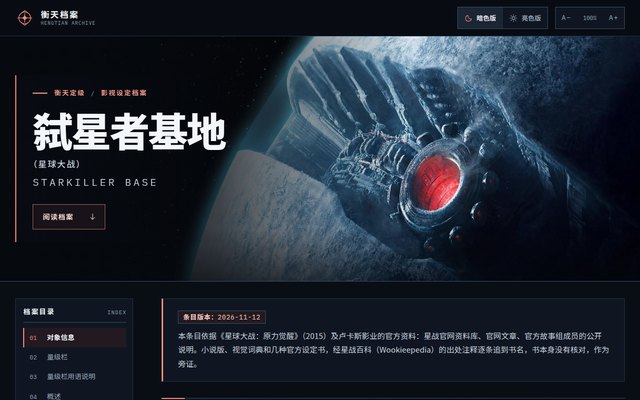 衡天档案
HENGTIAN ARCHIVE
暗色版
亮色版
A−
100%
A+
衡天定级 / 影视设定档案
弑星者基地
（星球大战）
STARKILLER BASE
阅读档案 ↓
档案目录
INDEX
01 对象信息
02 量级栏
03 量级栏用语说明
04 概述
条目版本：2026-11-12
本条目依据《星球大战：原力觉醒》（2015）及卢卡斯影业的官方资料：星战官网资料库、官网文章、官方故事组成员的公开
说明。小说版、视觉词典和几种官方设定书，经星战百科（Wookieepedia）的出处注释逐条追到书名，书本身没有核对，作为
旁证。